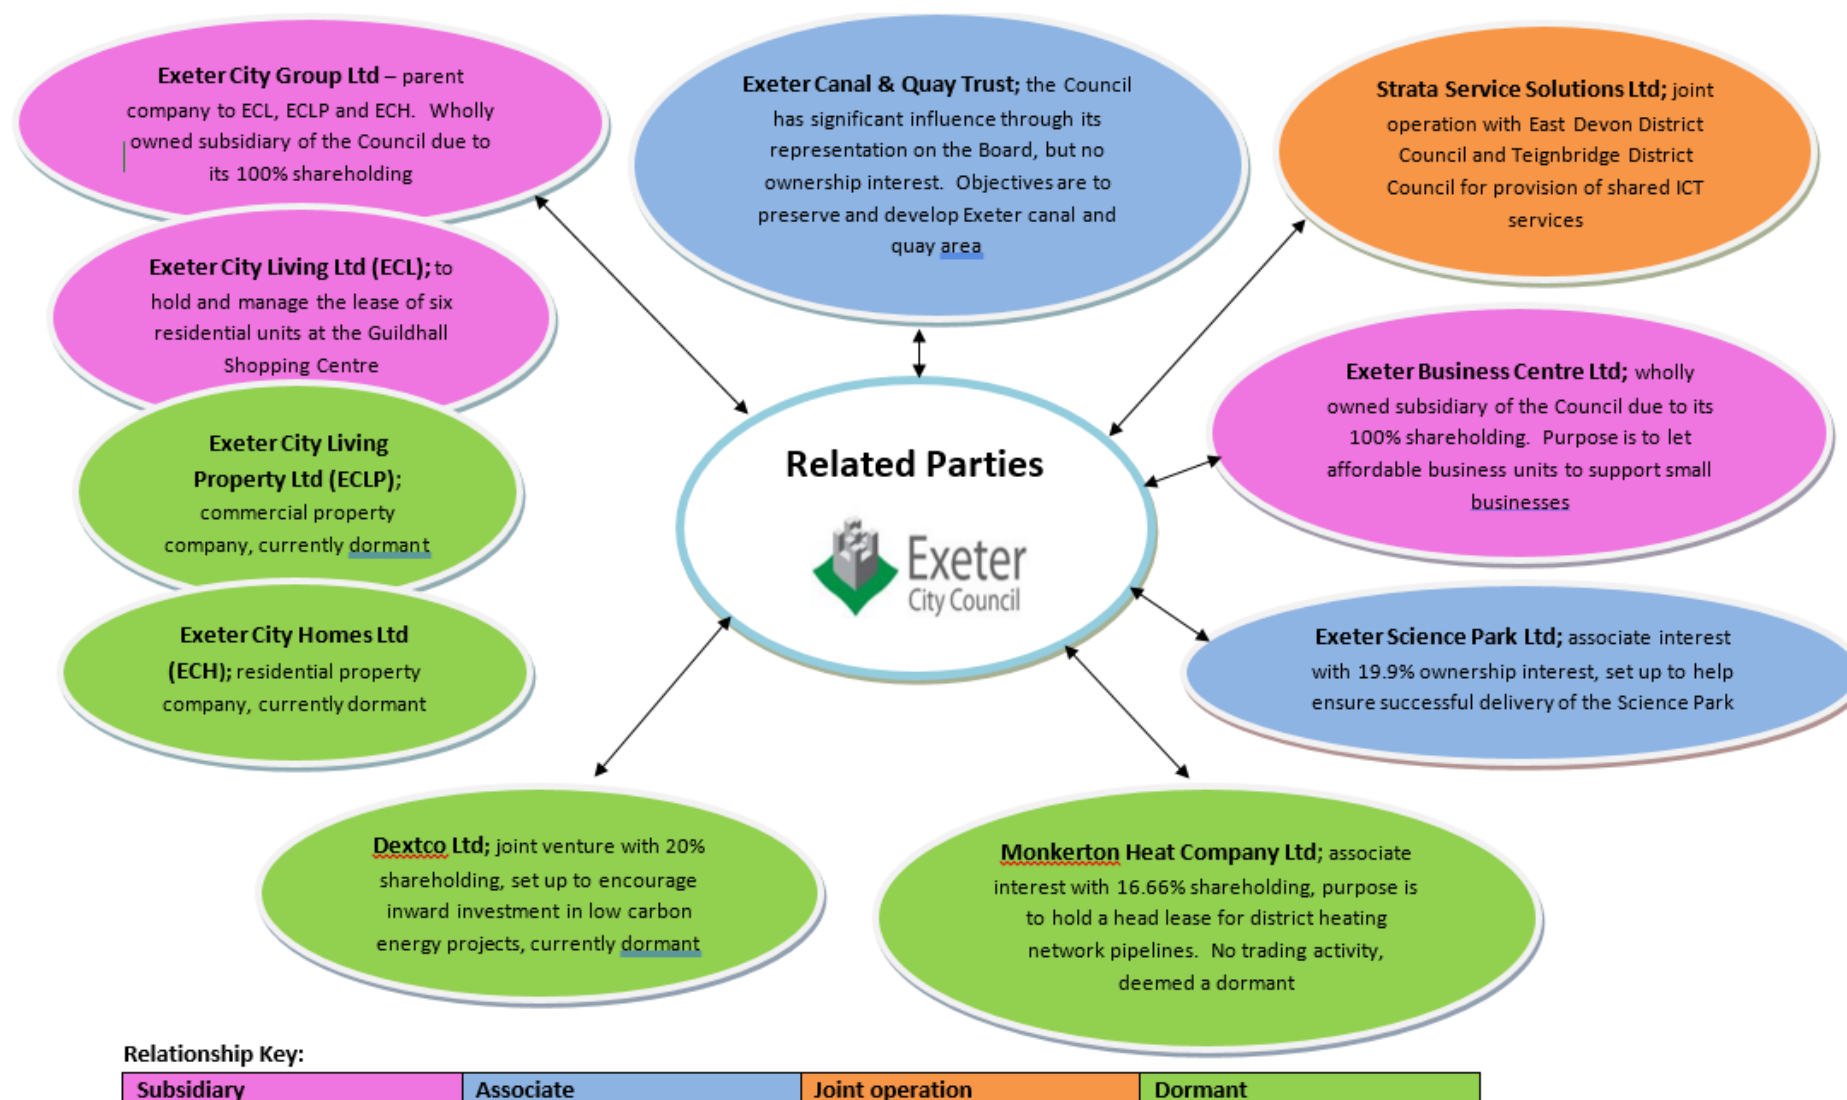 Exeter City Group Ltd – parent
company to ECL, ECLP and ECH. Wholly
owned subsidiary of the Council due to
its 100% shareholding
Exeter City Living Ltd (ECL); to
hold and manage the lease of six
residential units at the Guildhall
Shopping Centre
Exeter City Living
Property Ltd (ECLP);
commercial property
company, currently dormant
Exeter City Homes Ltd
(ECH); residential property
company, currently dormant
Exeter Canal & Quay Trust; the Council
has significant influence through its
representation on the Board, but no
ownership interest. Objectives are to
preserve and develop Exeter canal and
quay area
Strata Service Solutions Ltd; joint
operation with East Devon District
Council and Teignbridge District
Council for provision of shared ICT
services
Exeter Business Centre Ltd; wholly
owned subsidiary of the Council due to its
100% shareholding. Purpose is to let
affordable business units to support small
businesses
Related Parties
Exeter
City Council
Exeter Science Park Ltd; associate interest
with 19.9% ownership interest, set up to help
ensure successful delivery of the Science Park
Dextco Ltd; joint venture with 20%
shareholding, set up to encourage
inward investment in low carbon
energy projects, currently dormant
Monkerton Heat Company Ltd; associate
interest with 16.66% shareholding, purpose is
to hold a head lease for district heating
network pipelines. No trading activity,
deemed a dormant
Relationship Key:
Subsidiary
Associate
Joint operation
Dormant